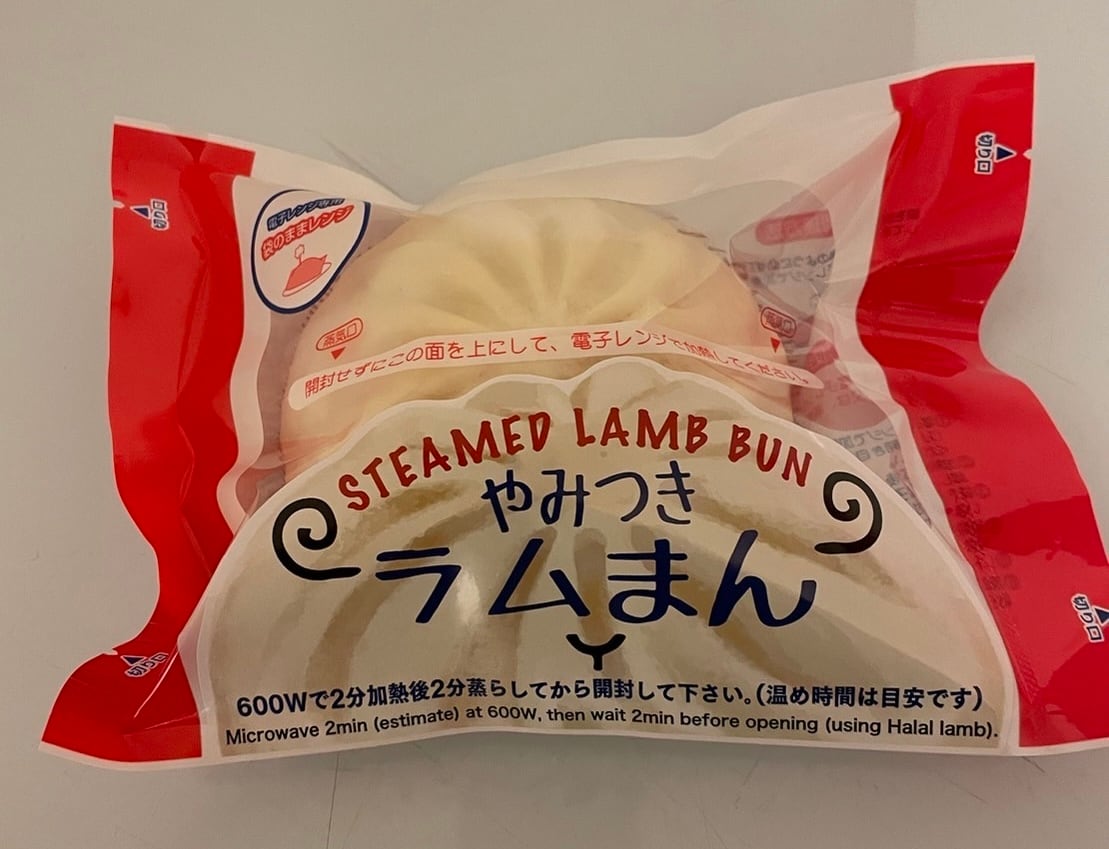 切り口
切り口
電子レンジ専用
袋のままレンジ
蒸気口
蒸気口
開封せずにこの面を上にして、電子レンジで加熱してください。
STEAMED LAMB BUN
やみつき
ラムまん
切り口
切り口
600Wで2分加熱後2分蒸らしてから開封して下さい。(温め時間は目安です)
Microwave 2min (estimate) at 600W, then wait 2min before opening (using Halal lamb).